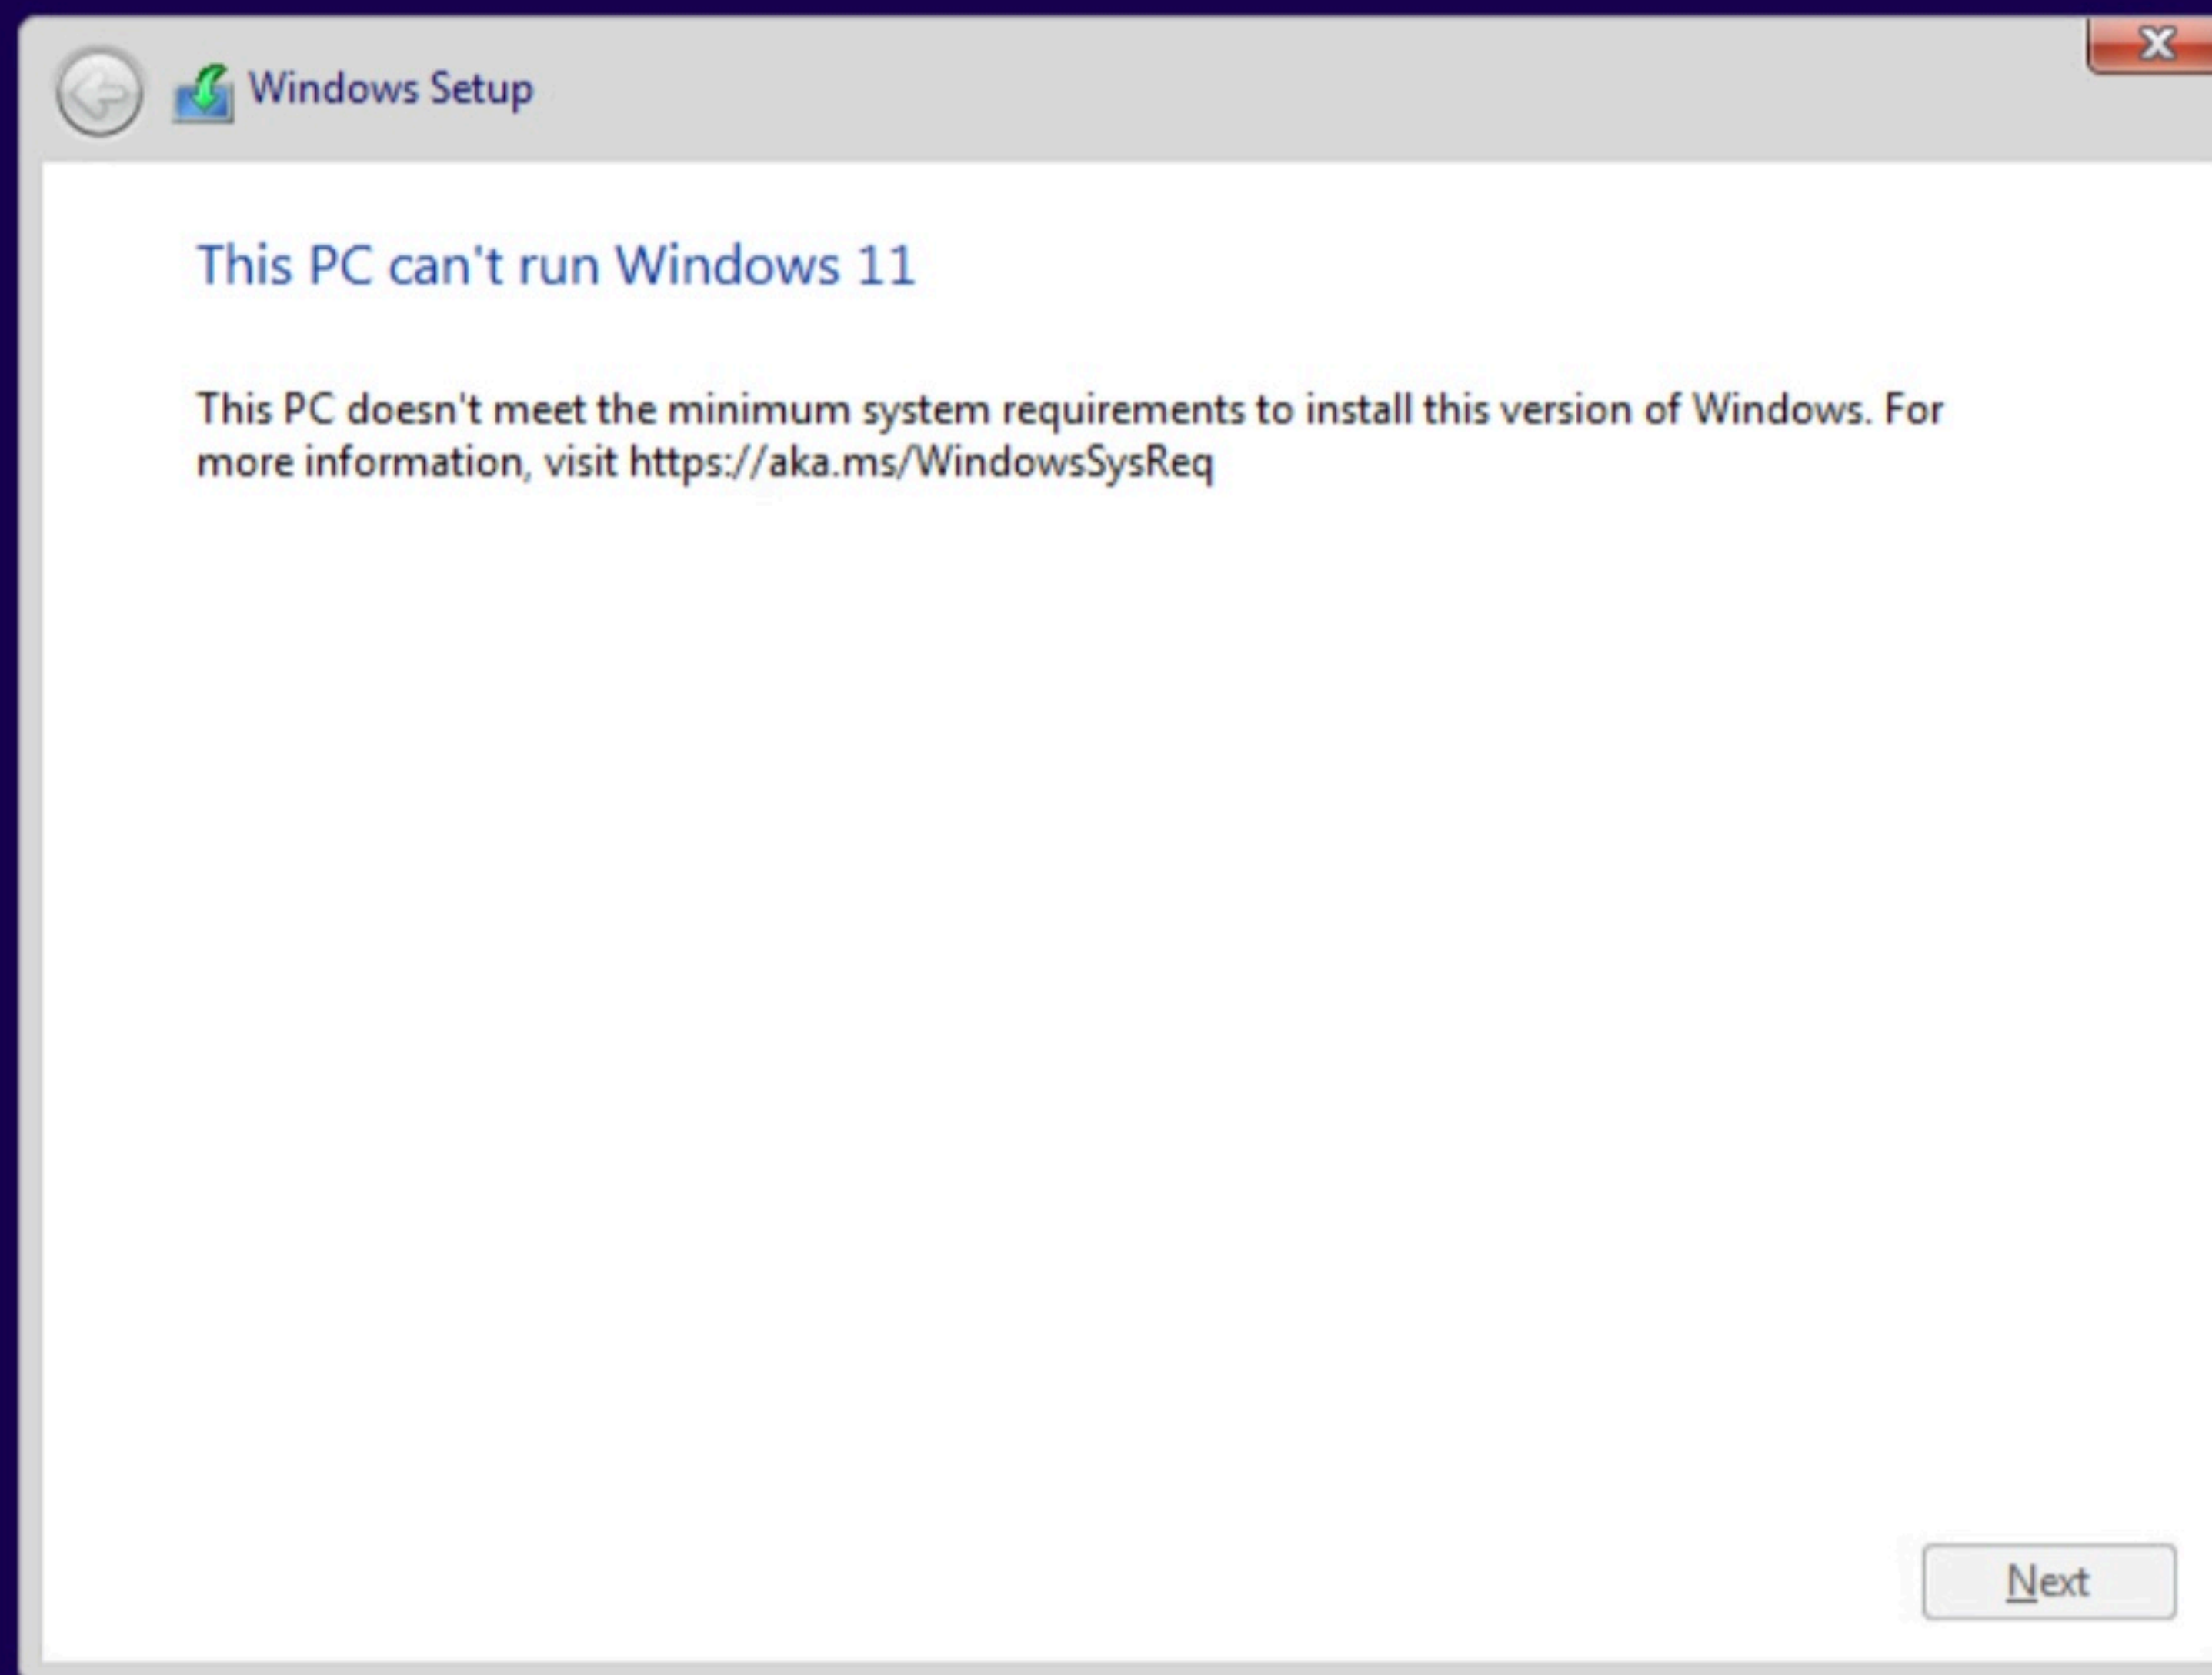 Windows Setup
This PC can't run Windows 11
This PC doesn't meet the minimum system requirements to install this version of Windows. For
more information, visit https://aka.ms/WindowsSysReq
Next